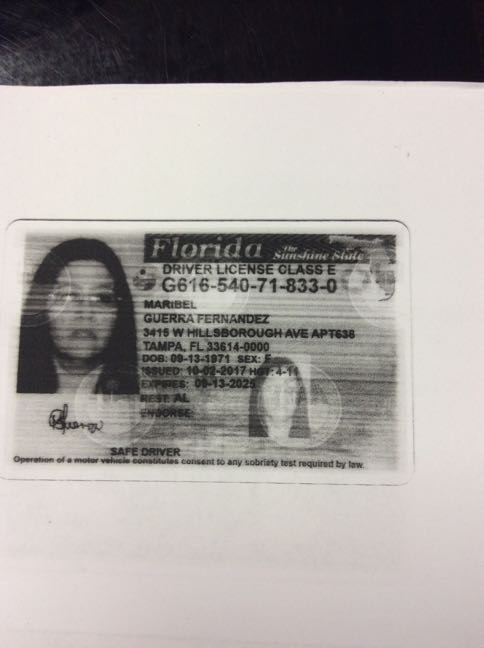 Florida The Sunshine State
DRIVER LICENSE CLASS E
G616-540-71-833-0
MARIBEL
GUERRA FERNANDEZ
3415 W HILLSBOROUGH AVE APT638
TAMPA, FL 33614-0000
DOB: 09-13-1971 SEX: F
ISSUED: 10-02-2017 HGT: 4-11
EXPIRES: 09-13-2025
REST: AL
ENDORSE:
SAFE DRIVER
Operation of a motor vehicle constitutes consent to any sobriety test required by law.